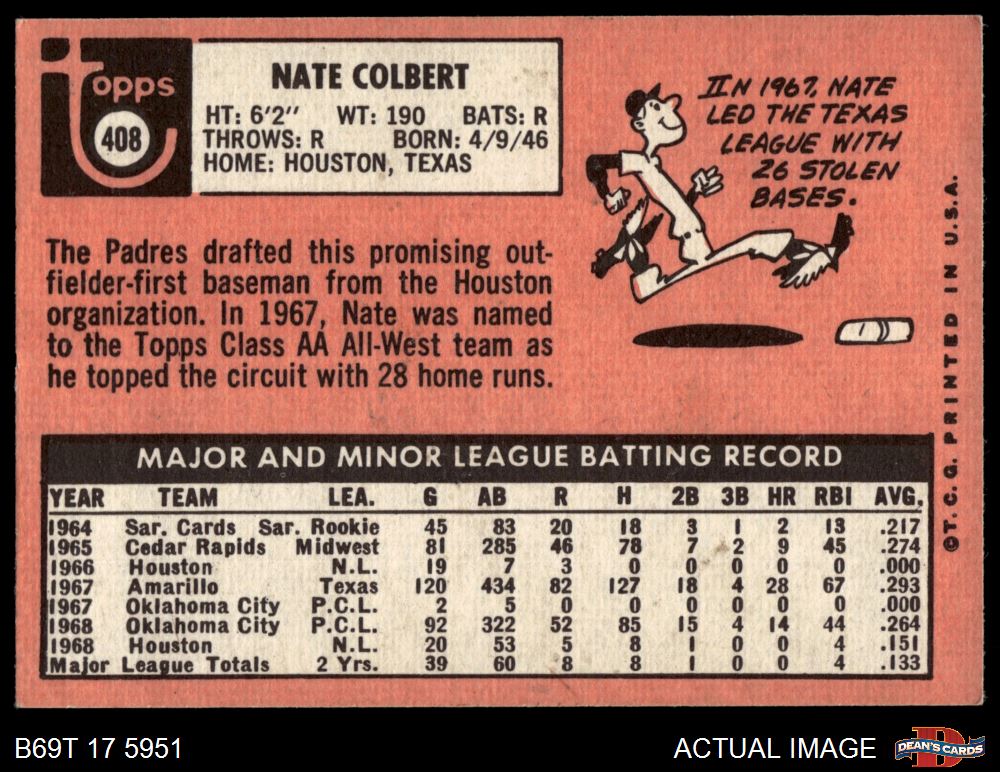 Topps
408
NATE COLBERT
HT: 6'2" WT: 190 BATS: R
THROWS: R BORN: 4/9/46
HOME: HOUSTON, TEXAS
The Padres drafted this promising out-
fielder-first baseman from the Houston
organization. In 1967, Nate was named
to the Topps Class AA All-West team as
he topped the circuit with 28 home runs.
IN 1967, NATE
LED THE TEXAS
LEAGUE WITH
26 STOLEN
BASES.
© T. C. G. PRINTED IN U.S.A.
MAJOR AND MINOR LEAGUE BATTING RECORD
YEAR TEAM LEA. G AB R H 2B 3B HR RBI AVG.
1964 Sar. Cards Sar. Rookie 45 83 20 18 3 1 2 13 .217
1965 Cedar Rapids Midwest 81 285 46 78 7 2 9 45 .274
1966 Houston N.L. 19 7 3 0 0 0 0 0 .000
1967 Amarillo Texas 120 434 82 127 18 4 28 67 .293
1967 Oklahoma City P.C.L. 2 5 0 0 0 0 0 0 .000
1968 Oklahoma City P.C.L. 92 322 52 85 15 4 14 44 .264
1968 Houston N.L. 20 53 5 8 1 0 0 4 .151
Major League Totals 2 Yrs. 39 60 8 8 1 0 0 4 .133
B69T 17 5951
ACTUAL IMAGE
D
DEAN'S CARDS